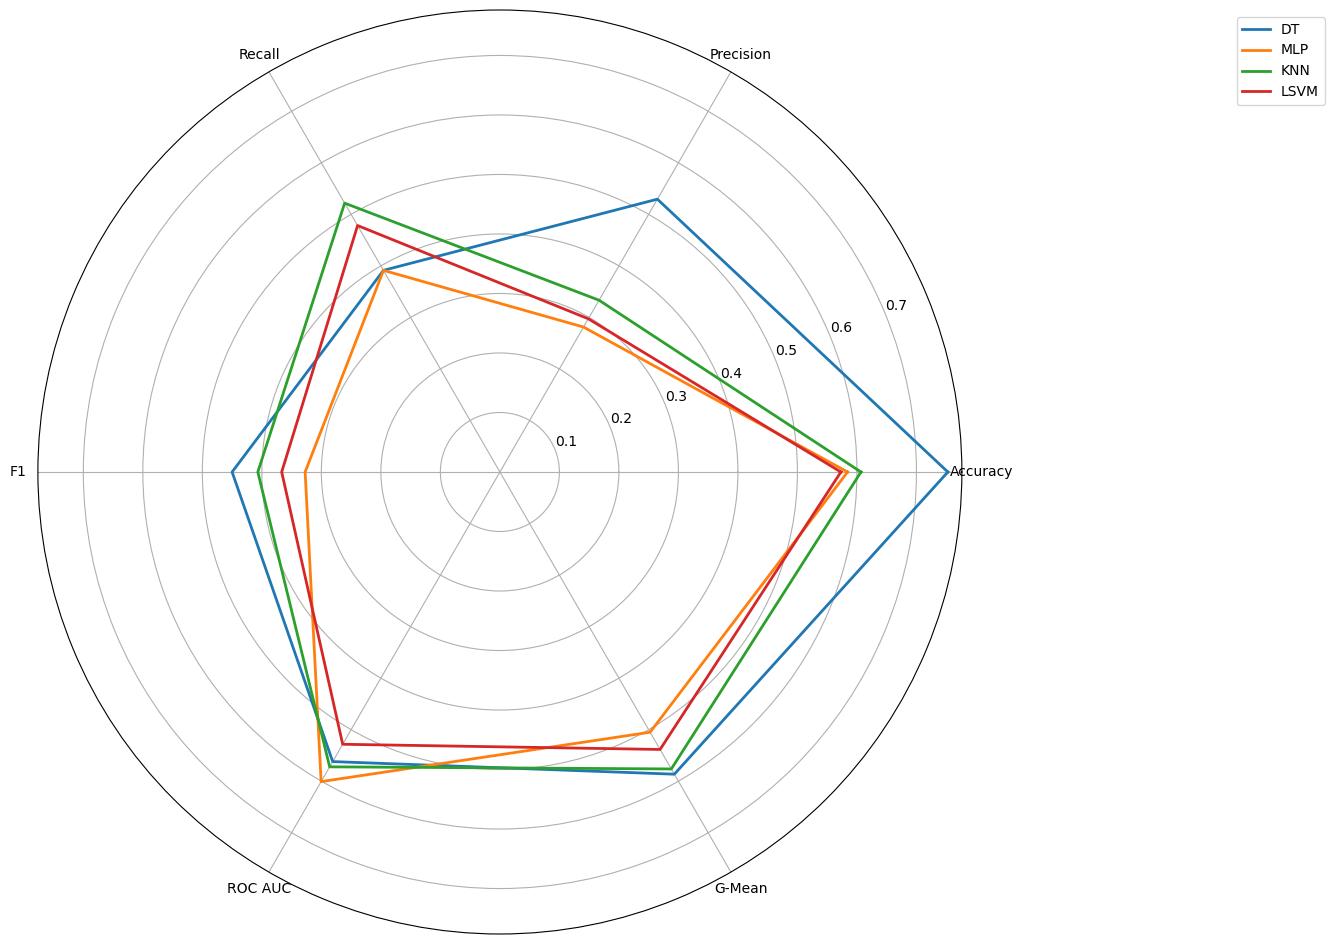 DT
MLP
KNN
LSVM
Recall
Precision
0.7
0.6
0.5
0.4
0.3
0.2
0.1
F1
Accuracy
ROC AUC
G-Mean